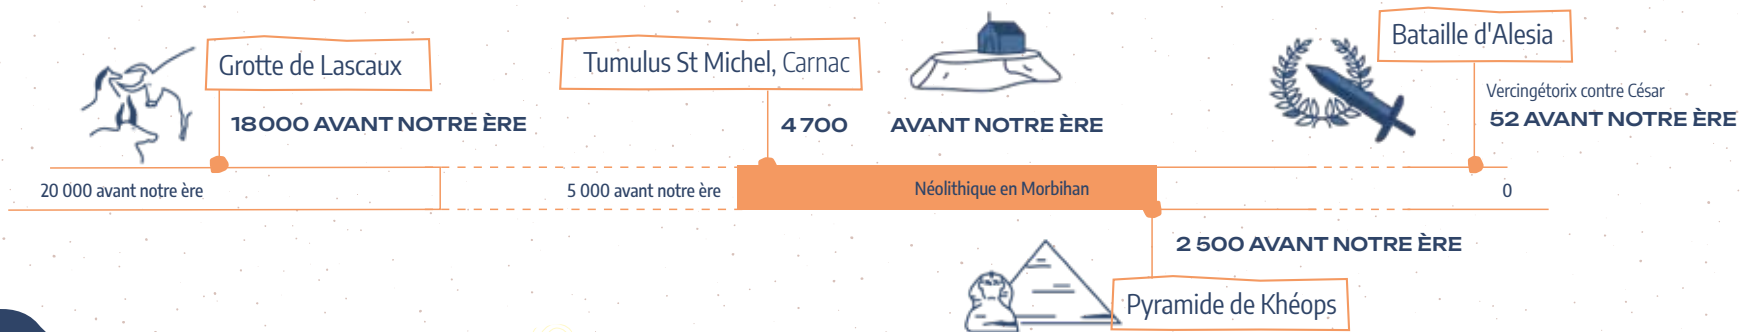 Grotte de Lascaux
18 000 AVANT NOTRE ÈRE
Tumulus St Michel, Carnac
4 700 AVANT NOTRE ÈRE
Bataille d'Alesia
Vercingétorix contre César
52 AVANT NOTRE ÈRE
20 000 avant notre ère
5 000 avant notre ère
Néolithique en Morbihan
0
2 500 AVANT NOTRE ÈRE
Pyramide de Khéops